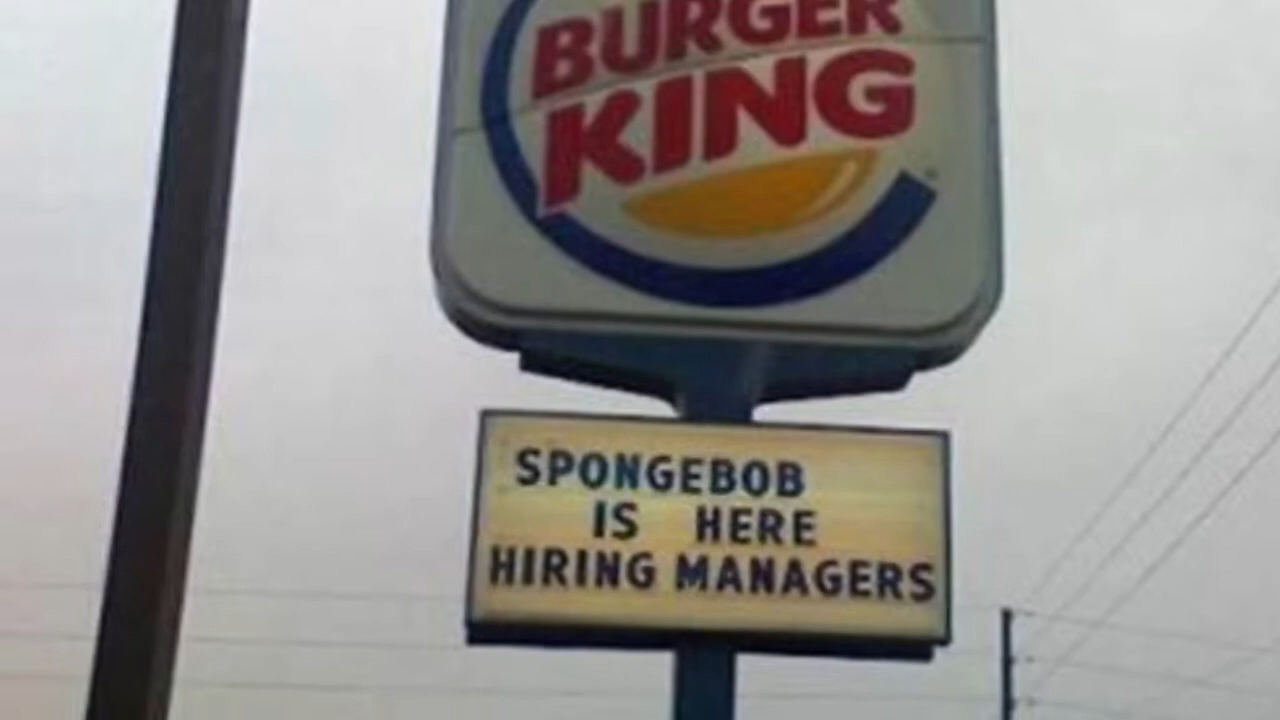 BURGER
KING
SPONGEBOB
IS HERE
HIRING MANAGERS